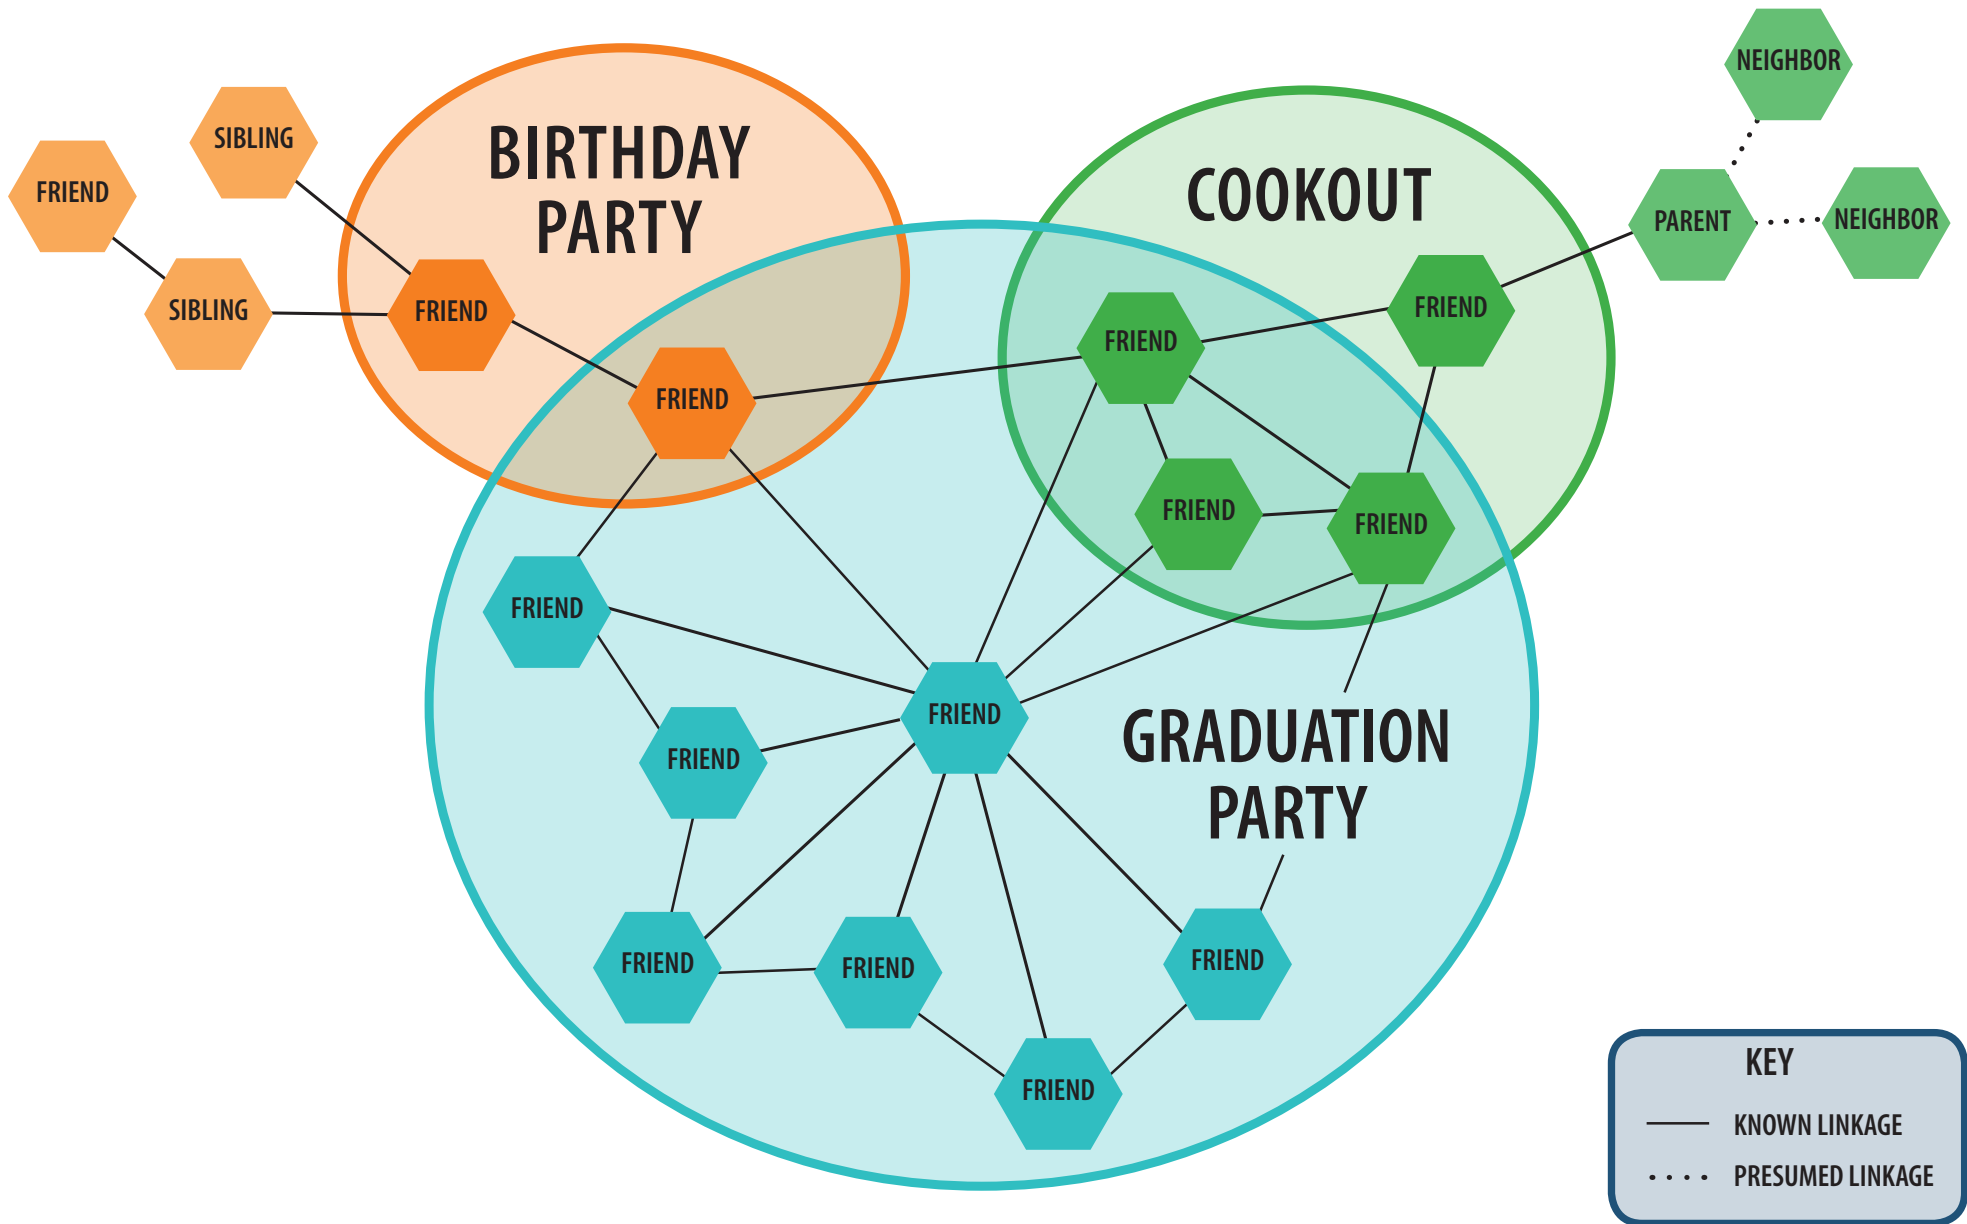 NEIGHBOR
BIRTHDAY
PARTY
SIBLING
FRIEND
COOKOUT
PARENT
NEIGHBOR
SIBLING
FRIEND
FRIEND
FRIEND
FRIEND
FRIEND
FRIEND
FRIEND
FRIEND
FRIEND
GRADUATION
PARTY
FRIEND
FRIEND
FRIEND
FRIEND
FRIEND
KEY
KNOWN LINKAGE
PRESUMED LINKAGE